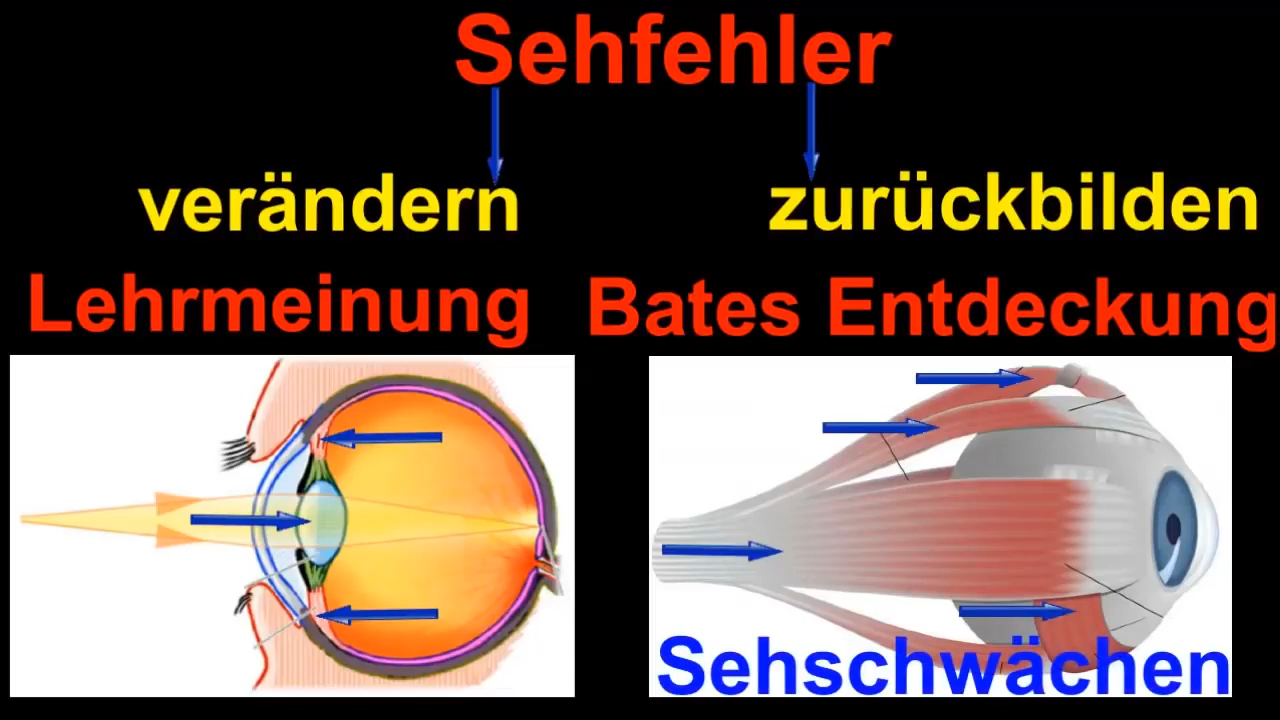 Sehfehler
verändern zurückbilden
Lehrmeinung Bates Entdeckung
Sehschwächen